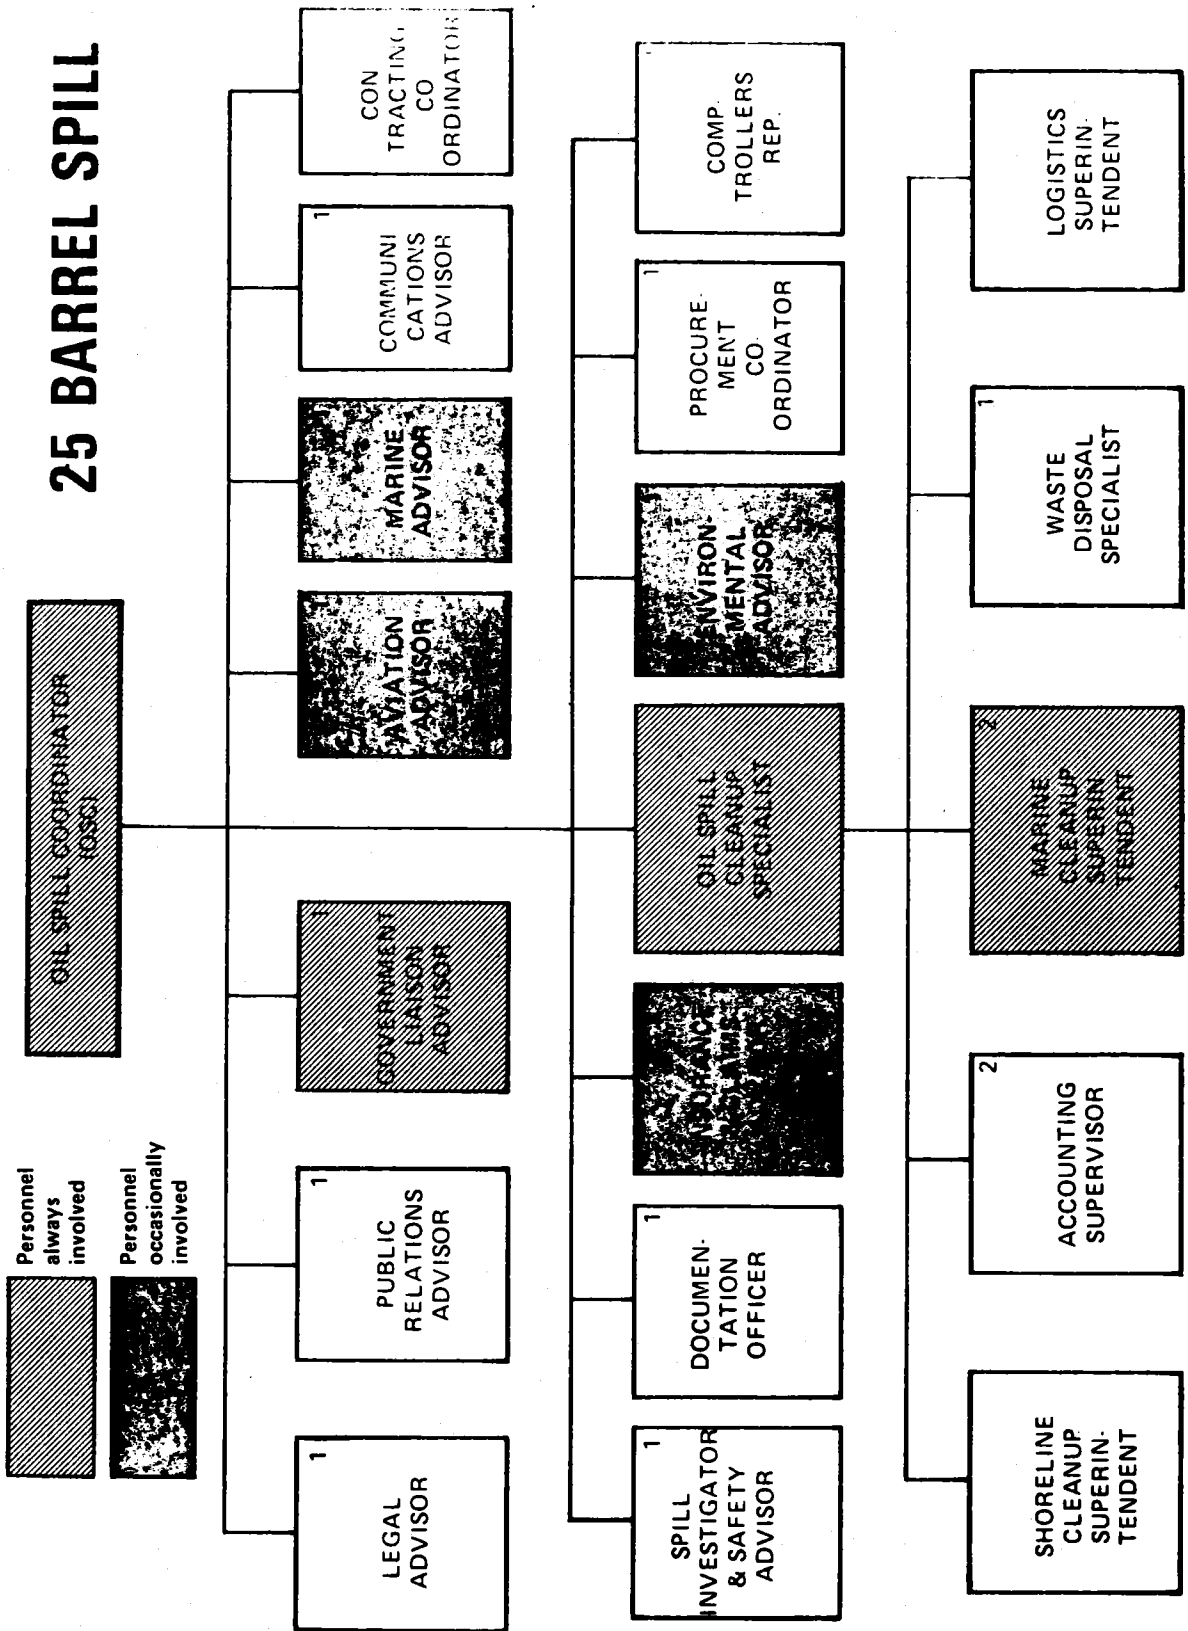 25 BARREL SPILL
Personnel
always
involved
Personnel
occasionally
involved
OIL SPILL COORDINATOR
(OSC)
LEGAL
ADVISOR
1
PUBLIC
RELATIONS
ADVISOR
1
GOVERNMENT
LIAISON
ADVISOR
1
AVIATION
ADVISOR
1
MARINE
ADVISOR
COMMUNI
CATIONS
ADVISOR
1
CON
TRACTING
CO
ORDINATOR
SPILL
INVESTIGATOR
& SAFETY
ADVISOR
1
DOCUMEN-
TATION
OFFICER
1
OIL SPILL
CLEANUP
SPECIALIST
ENVIRON-
MENTAL
ADVISOR
PROCURE-
MENT
CO-
ORDINATOR
1
COMP-
TROLLERS
REP.
SHORELINE
CLEANUP
SUPERIN-
TENDENT
ACCOUNTING
SUPERVISOR
2
MARINE
CLEANUP
SUPERIN
TENDENT
2
WASTE
DISPOSAL
SPECIALIST
1
LOGISTICS
SUPERIN-
TENDENT